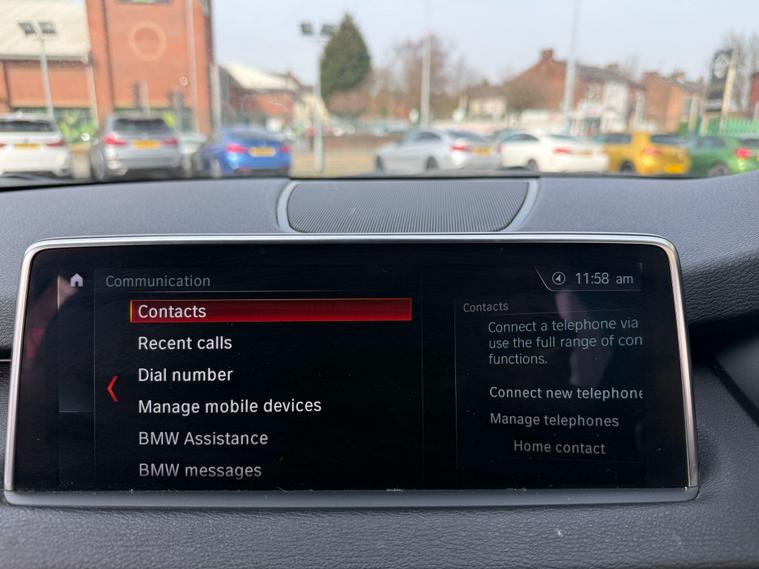 Communication
11:58 am
Contacts
Recent calls
Dial number
Manage mobile devices
BMW Assistance
BMW messages
Contacts
Connect a telephone via
use the full range of con
functions.
Connect new telephone
Manage telephones
Home contact